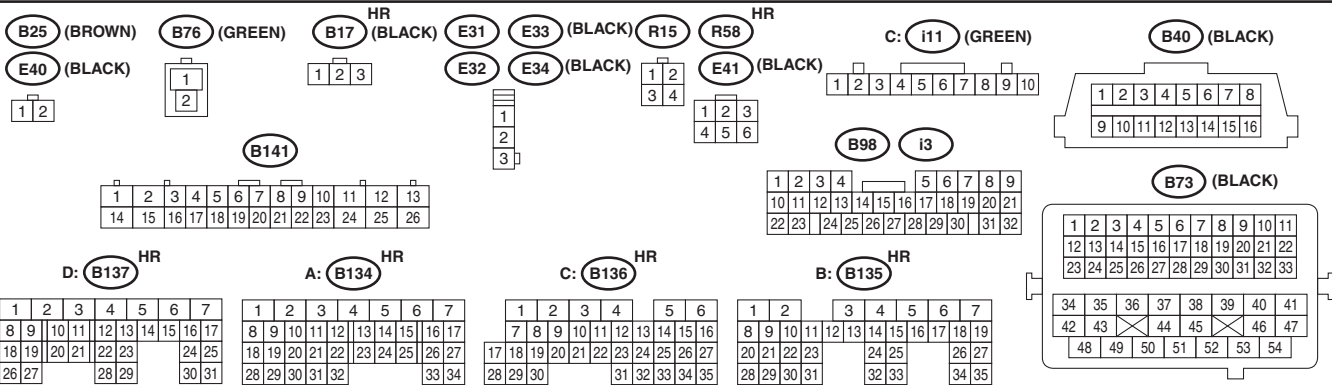 B25 (BROWN)
E40 (BLACK)
1 2
B76 (GREEN)
1
2
HR
B17 (BLACK)
1 2 3
E31 E33 (BLACK)
E32 E34 (BLACK)
1
2
3
R15
1 2
3 4
HR
R58
E41 (BLACK)
1 2 3
4 5 6
C: i11 (GREEN)
1 2 3 4 5 6 7 8 9 10
B40 (BLACK)
1 2 3 4 5 6 7 8
9 10 11 12 13 14 15 16
B141
1 2 3 4 5 6 7 8 9 10 11 12 13
14 15 16 17 18 19 20 21 22 23 24 25 26
B98 i3
1 2 3 4 5 6 7 8 9
10 11 12 13 14 15 16 17 18 19 20 21
22 23 24 25 26 27 28 29 30 31 32
B73 (BLACK)
1 2 3 4 5 6 7 8 9 10 11
12 13 14 15 16 17 18 19 20 21 22
23 24 25 26 27 28 29 30 31 32 33
34 35 36 37 38 39 40 41
42 43 44 45 46 47
48 49 50 51 52 53 54
HR
D: B137
1 2 3 4 5 6 7
8 9 10 11 12 13 14 15 16 17
18 19 20 21 22 23 24 25
26 27 28 29 30 31
HR
A: B134
1 2 3 4 5 6 7
8 9 10 11 12 13 14 15 16 17
18 19 20 21 22 23 24 25 26 27
28 29 30 31 32 33 34
HR
C: B136
1 2 3 4 5 6
7 8 9 10 11 12 13 14 15 16
17 18 19 20 21 22 23 24 25 26 27
28 29 30 31 32 33 34 35
HR
B: B135
1 2 3 4 5 6 7
8 9 10 11 12 13 14 15 16 17 18 19
20 21 22 23 24 25 26 27
28 29 30 31 32 33 34 35